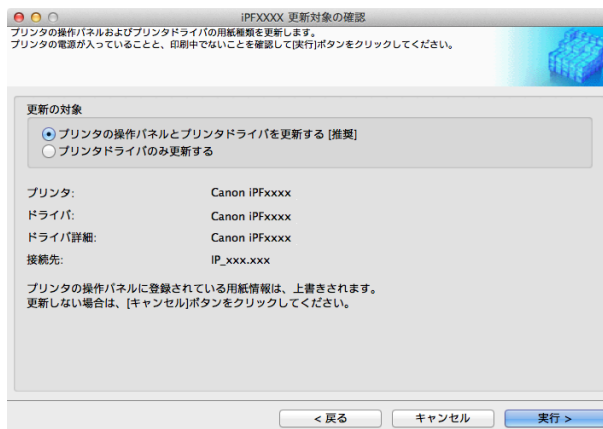 iPFXXXX 更新対象の確認
プリンタの操作パネルおよびプリンタドライバの用紙種類を更新します。
プリンタの電源が入っていることと、印刷中でないことを確認して[実行]ボタンをクリックしてください。
更新の対象
プリンタの操作パネルとプリンタドライバを更新する [推奨]
プリンタドライバのみ更新する
プリンタ: Canon iPFxxxx
ドライバ: Canon iPFxxxx
ドライバ詳細: Canon iPFxxxx
接続先: IP_xxx.xxx
プリンタの操作パネルに登録されている用紙情報は、上書きされます。
更新しない場合は、[キャンセル]ボタンをクリックしてください。
< 戻る キャンセル 実行 >